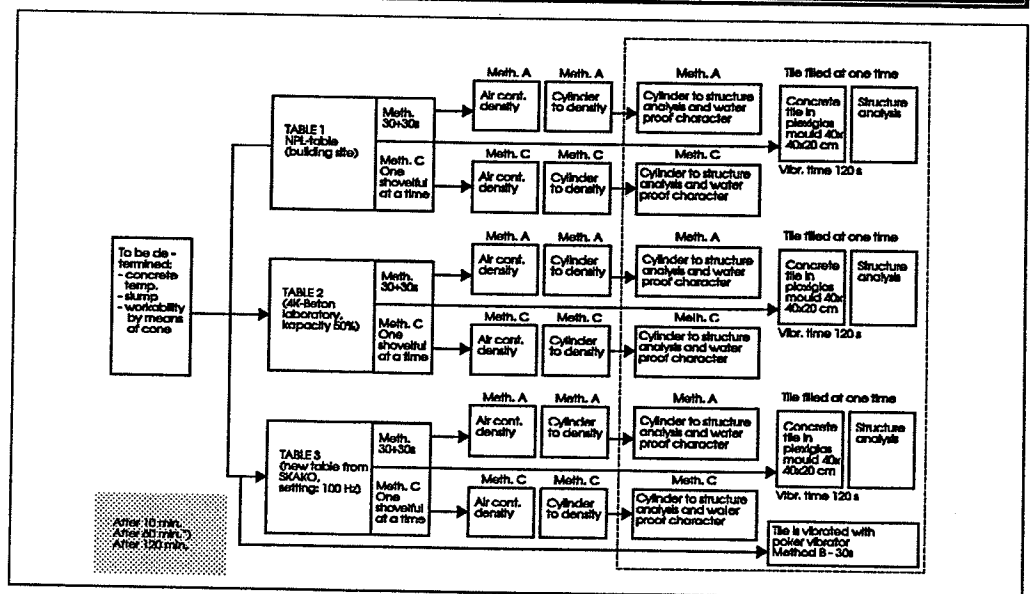 To be de-
termined:
- concrete
temp.
- slump
- workability
by means
of cone
After 10 min.
After 60 min.*)
After 120 min.
TABLE 1
NPL-table
(building site)
Meth.
30+30s
Meth. C
One
shovelful
at a time
Meth. A
Air cont.
density
Meth. A
Cylinder
to density
Meth. A
Cylinder to structure
analysis and water
proof character
Meth. C
Air cont.
density
Meth. C
Cylinder
to density
Meth. C
Cylinder to structure
analysis and water
proof character
Tile filled at one time
Concrete
tile in
plexiglas
mould 40x
40x20 cm
Structure
analysis
Vibr. time 120 s
TABLE 2
(4K-Beton
laboratory,
kapacity 50%)
Meth.
30+30s
Meth. C
One
shovelful
at a time
Meth. A
Air cont.
density
Meth. A
Cylinder
to density
Meth. A
Cylinder to structure
analysis and water
proof character
Meth. C
Air cont.
density
Meth. C
Cylinder
to density
Meth. C
Cylinder to structure
analysis and water
proof character
Tile filled at one time
Concrete
tile in
plexiglas
mould 40x
40x20 cm
Structure
analysis
Vibr. time 120 s
TABLE 3
(new table from
SKAKO,
setting: 100 Hz)
Meth.
30+30s
Meth. C
One
shovelful
at a time
Meth. A
Air cont.
density
Meth. A
Cylinder
to density
Meth. A
Cylinder to structure
analysis and water
proof character
Meth. C
Air cont.
density
Meth. C
Cylinder
to density
Meth. C
Cylinder to structure
analysis and water
proof character
Tile filled at one time
Concrete
tile in
plexiglas
mould 40x
40x20 cm
Structure
analysis
Vibr. time 120 s
Tile is vibrated with
poker vibrator
Method B - 30s